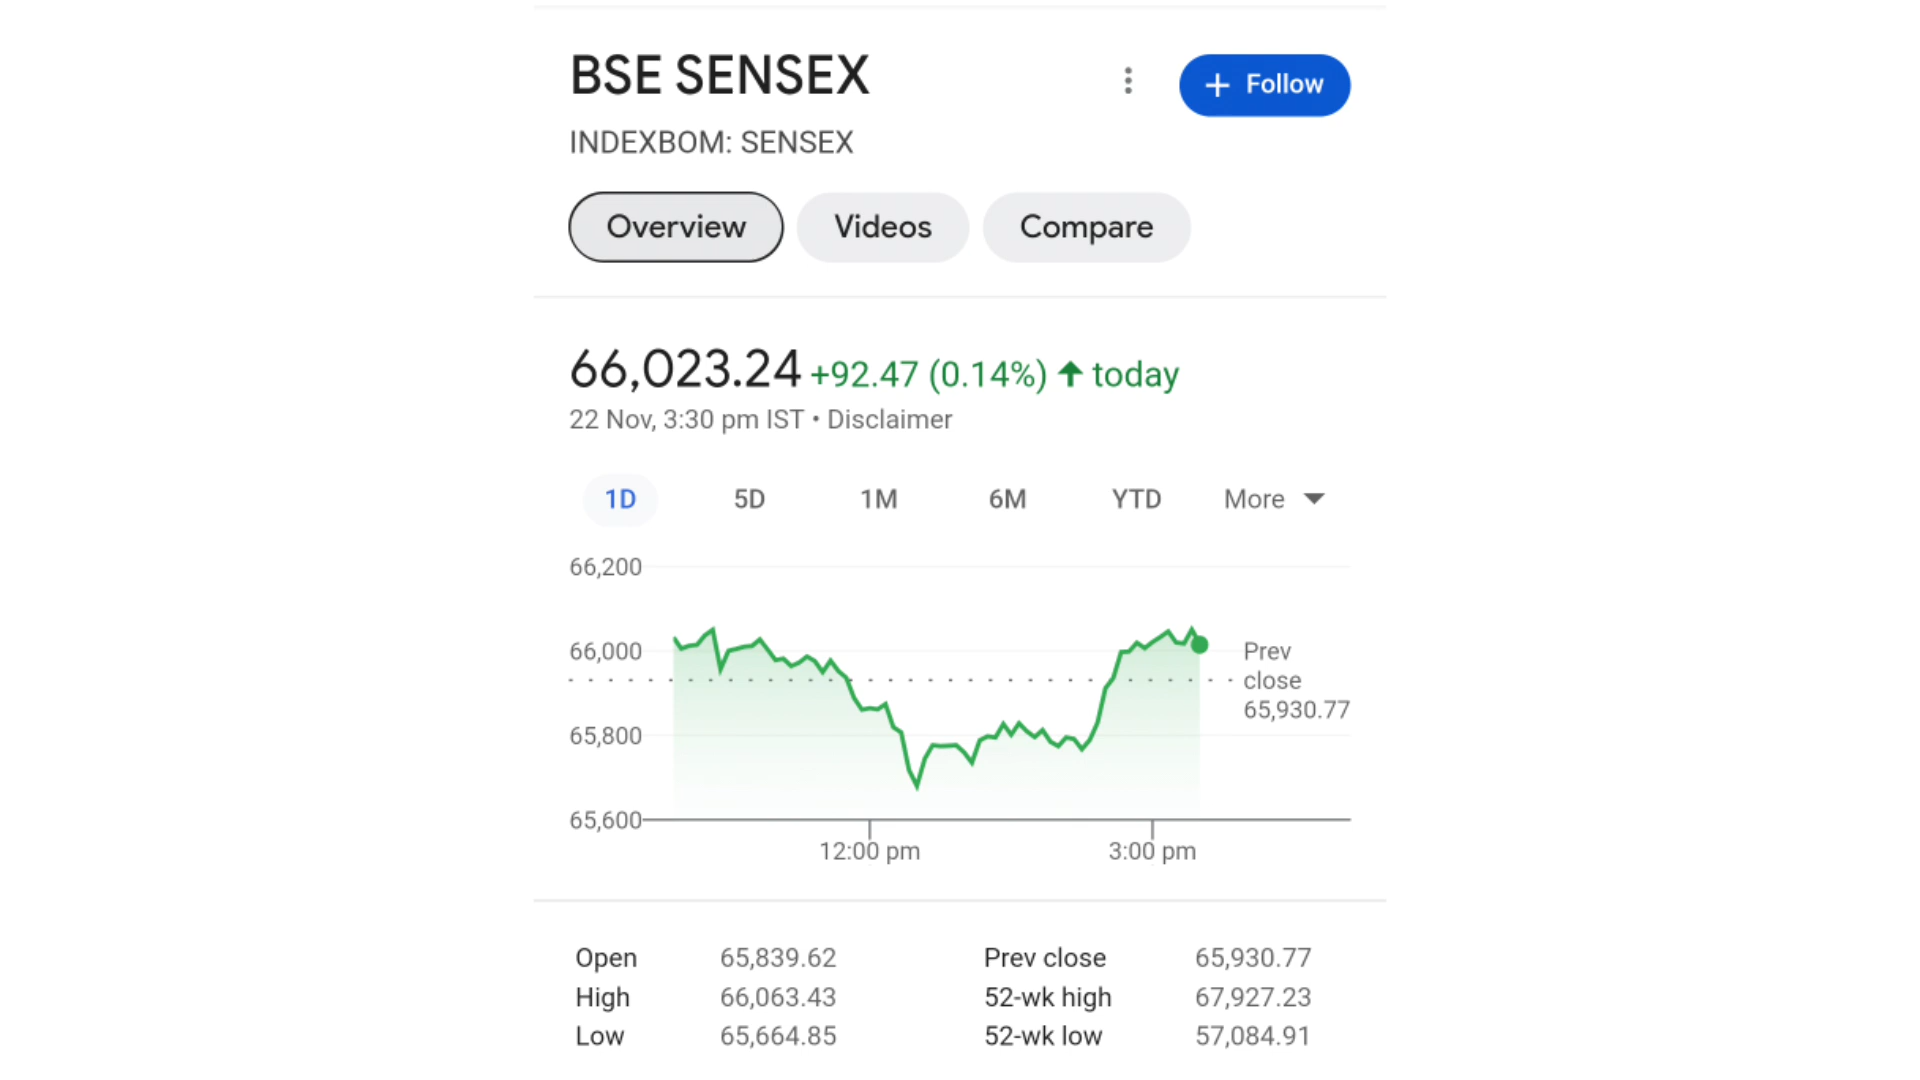 BSE SENSEX
+ Follow
INDEXBOM: SENSEX
Overview Videos Compare
66,023.24 +92.47 (0.14%) ↑ today
22 Nov, 3:30 pm IST • Disclaimer
1D 5D 1M 6M YTD More
66,200
66,000
65,800
65,600
Prev
close
65,930.77
12:00 pm 3:00 pm
Open 65,839.62 Prev close 65,930.77
High 66,063.43 52-wk high 67,927.23
Low 65,664.85 52-wk low 57,084.91